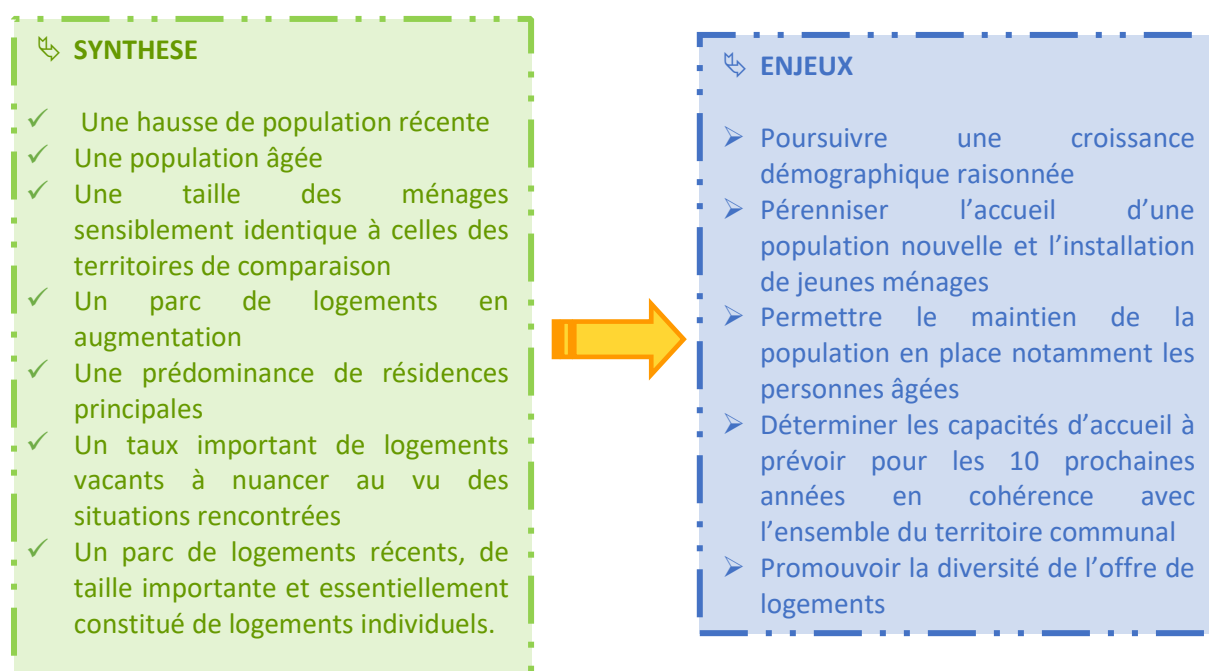 SYNTHESE
Une hausse de population récente
Une population âgée
Une taille des ménages
sensiblement identique à celles des
territoires de comparaison
Un parc de logements en
augmentation
Une prédominance de résidences
principales
Un taux important de logements
vacants à nuancer au vu des
situations rencontrées
Un parc de logements récents, de
taille importante et essentiellement
constitué de logements individuels.
ENJEUX
Poursuivre une croissance
démographique raisonnée
Pérenniser l’accueil d’une
population nouvelle et l’installation
de jeunes ménages
Permettre le maintien de la
population en place notamment les
personnes âgées
Déterminer les capacités d’accueil à
prévoir pour les 10 prochaines
années en cohérence avec
l’ensemble du territoire communal
Promouvoir la diversité de l’offre de
logements